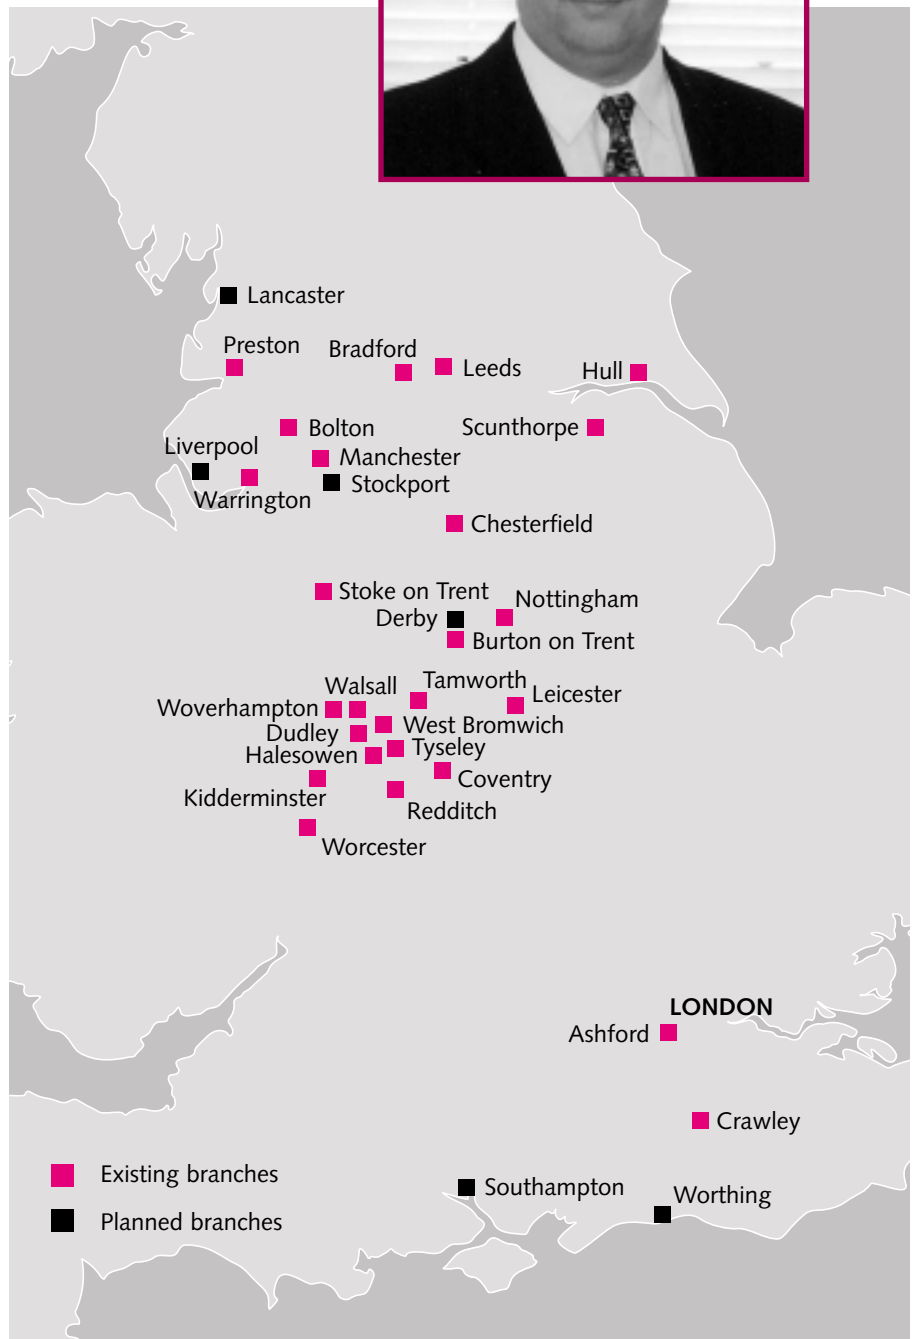 Lancaster
Preston
Bradford
Leeds
Hull
Bolton
Scunthorpe
Liverpool
Manchester
Warrington
Stockport
Chesterfield
Stoke on Trent
Nottingham
Derby
Burton on Trent
Walsall
Tamworth
Leicester
Woverhampton
West Bromwich
Dudley
Tyseley
Halesowen
Coventry
Kidderminster
Redditch
Worcester
LONDON
Ashford
Crawley
Existing branches
Southampton
Worthing
Planned branches